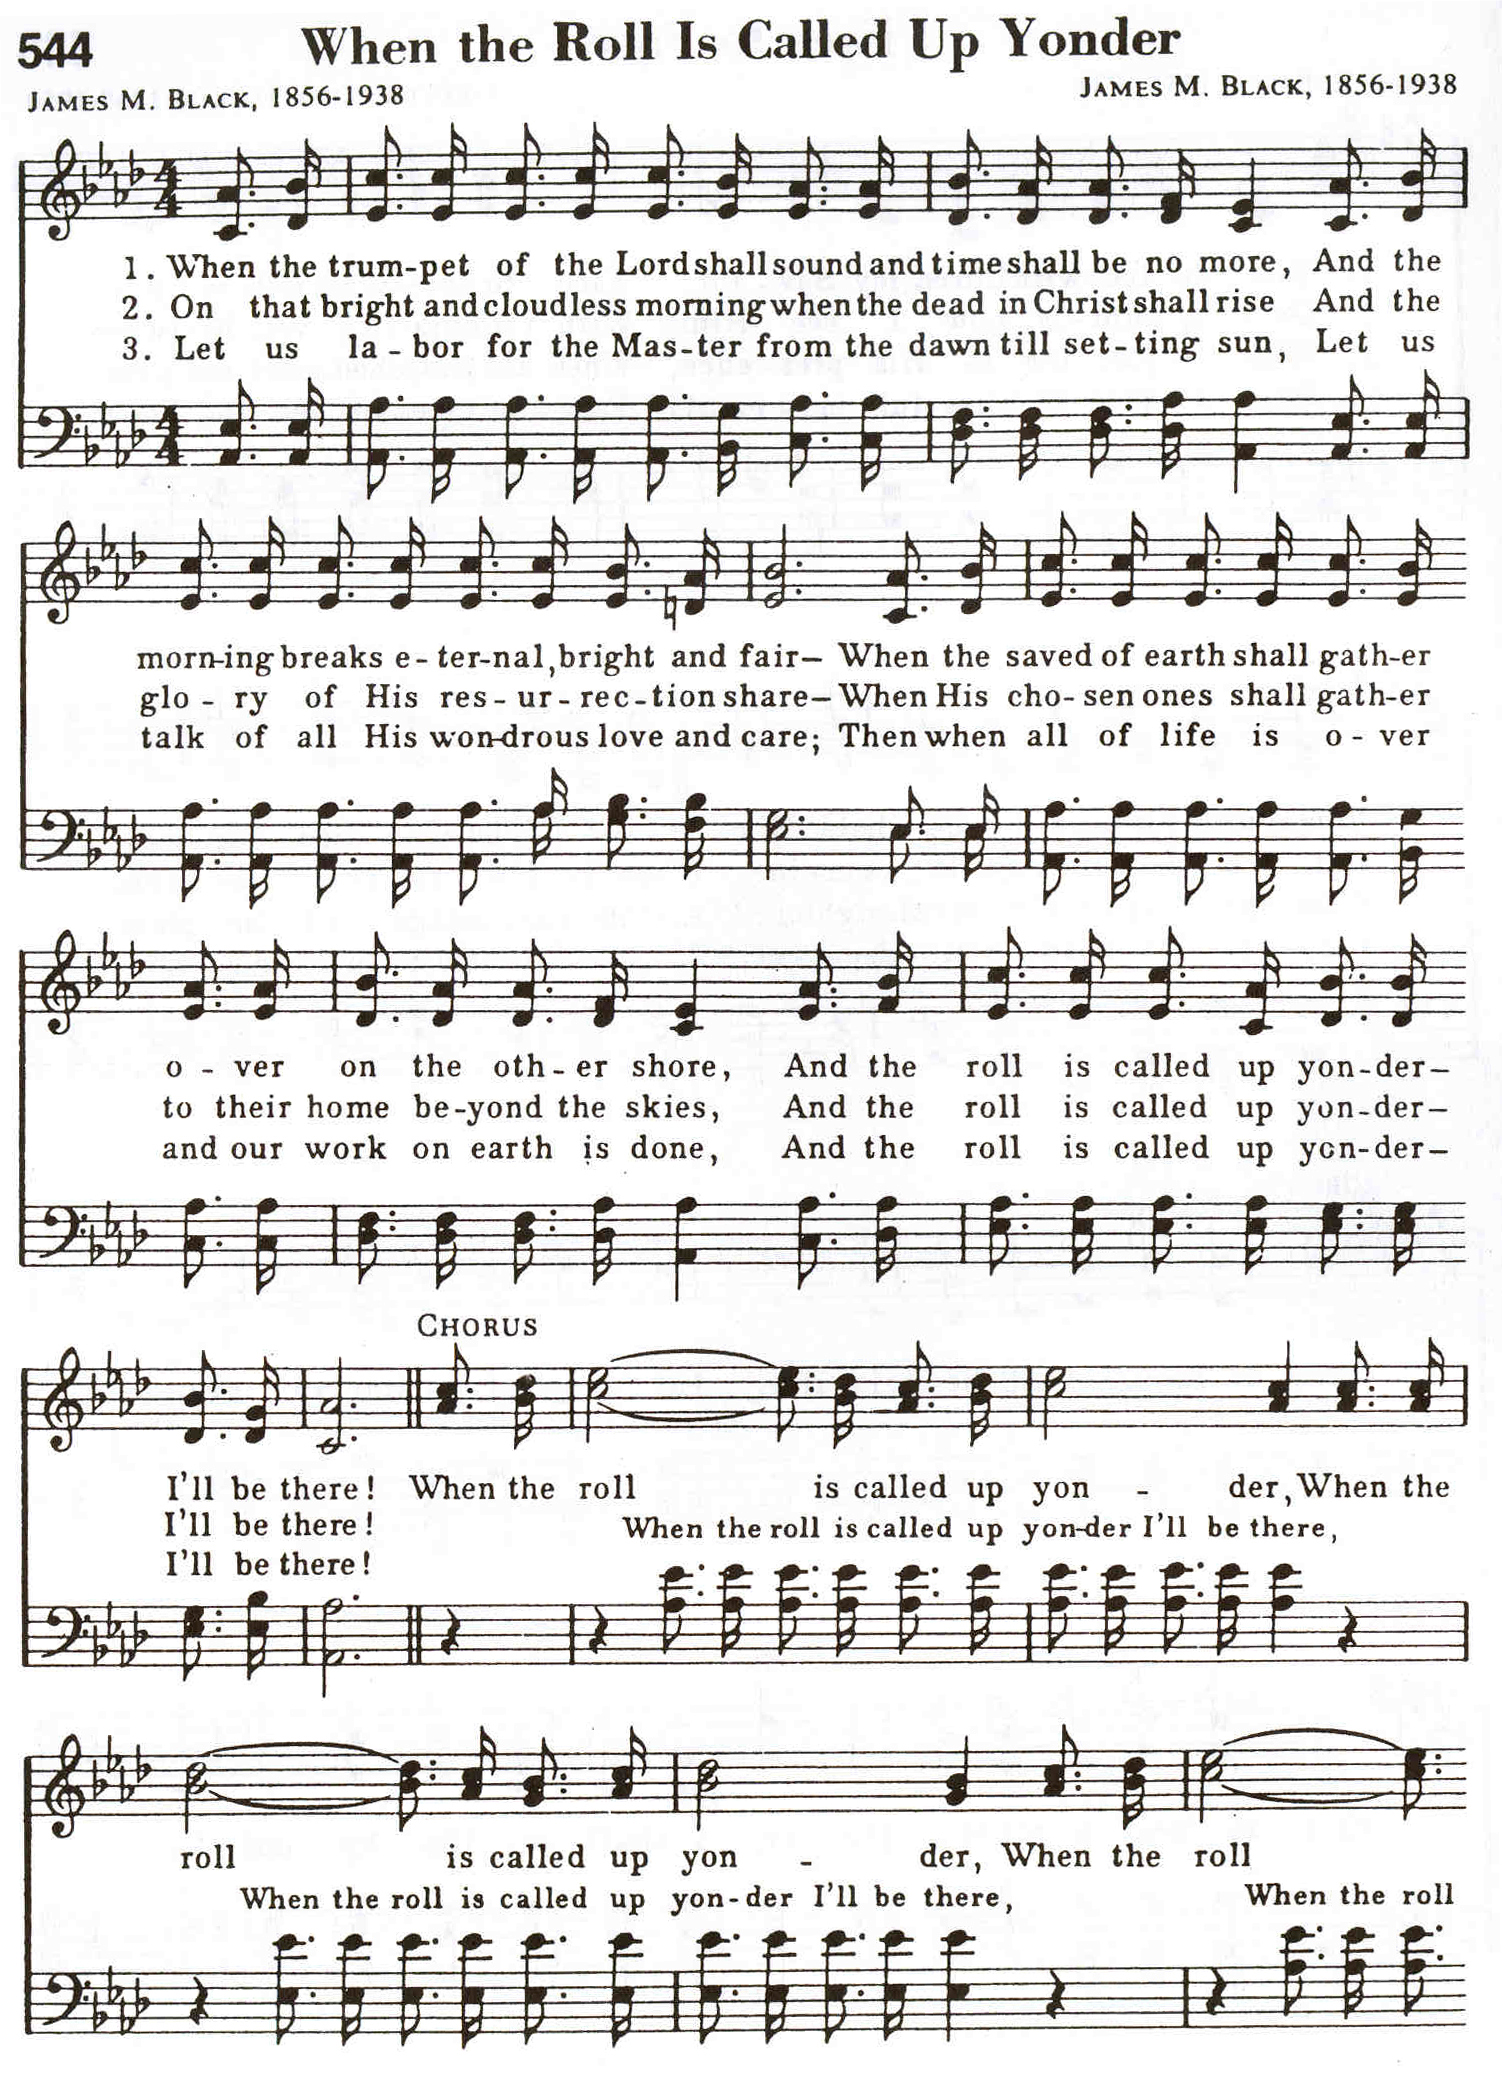 544
When the Roll Is Called Up Yonder
JAMES M. BLACK, 1856-1938
JAMES M. BLACK, 1856-1938
1. When the trum-pet of the Lord shall sound and time shall be no more, And the
2. On that bright and cloudless morning when the dead in Christ shall rise And the
3. Let us la-bor for the Mas-ter from the dawn till set-ting sun, Let us
morn-ing breaks e-ter-nal, bright and fair— When the saved of earth shall gath-er
glo-ry of His res-ur-rec-tion share— When His cho-sen ones shall gath-er
talk of all His won-drous love and care; Then when all of life is o-ver
o-ver on the oth-er shore, And the roll is called up yon-der—
to their home be-yond the skies, And the roll is called up yon-der—
and our work on earth is done, And the roll is called up yon-der—
CHORUS
I'll be there! When the roll is called up yon - der, When the
I'll be there! When the roll is called up yon-der I'll be there,
I'll be there!
roll is called up yon - der, When the roll
When the roll is called up yon-der I'll be there, When the roll